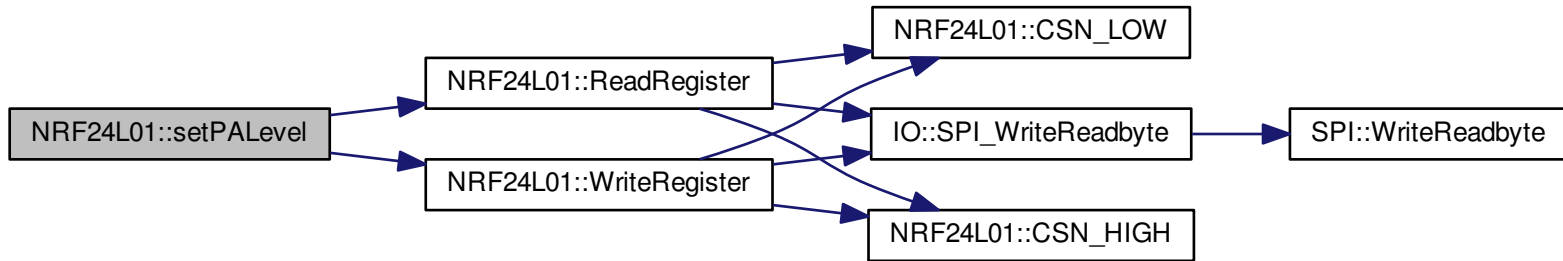 NRF24L01::setPALevel
NRF24L01::ReadRegister
NRF24L01::WriteRegister
NRF24L01::CSN_LOW
IO::SPI_WriteReadbyte
NRF24L01::CSN_HIGH
SPI::WriteReadbyte